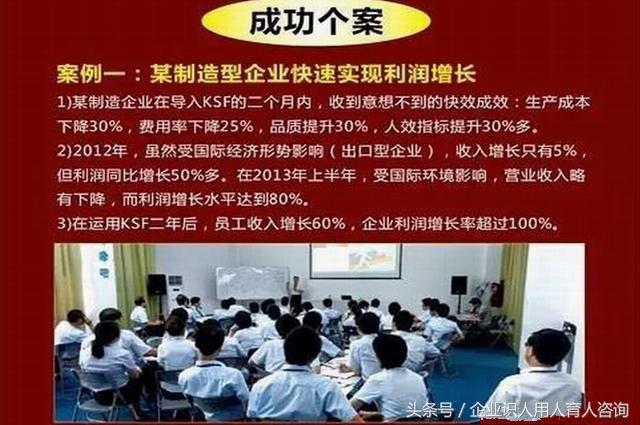 成功个案
案例一：某制造型企业快速实现利润增长
1)某制造企业在导入KSF的二个月内，收到意想不到的快效成效：生产成本
下降30%，费用率下降25%，品质提升30%，人效指标提升30%多。
2)2012年，虽然受国际经济形势影响（出口型企业），收入增长只有5%，
但利润同比增长50%多。在2013年上半年，受国际环境影响，营业收入略
有下降，而利润增长水平达到80%。
3)在运用KSF二年后，员工收入增长60%，企业利润增长率超过100%。
头条号／企业识人用人育人咨询